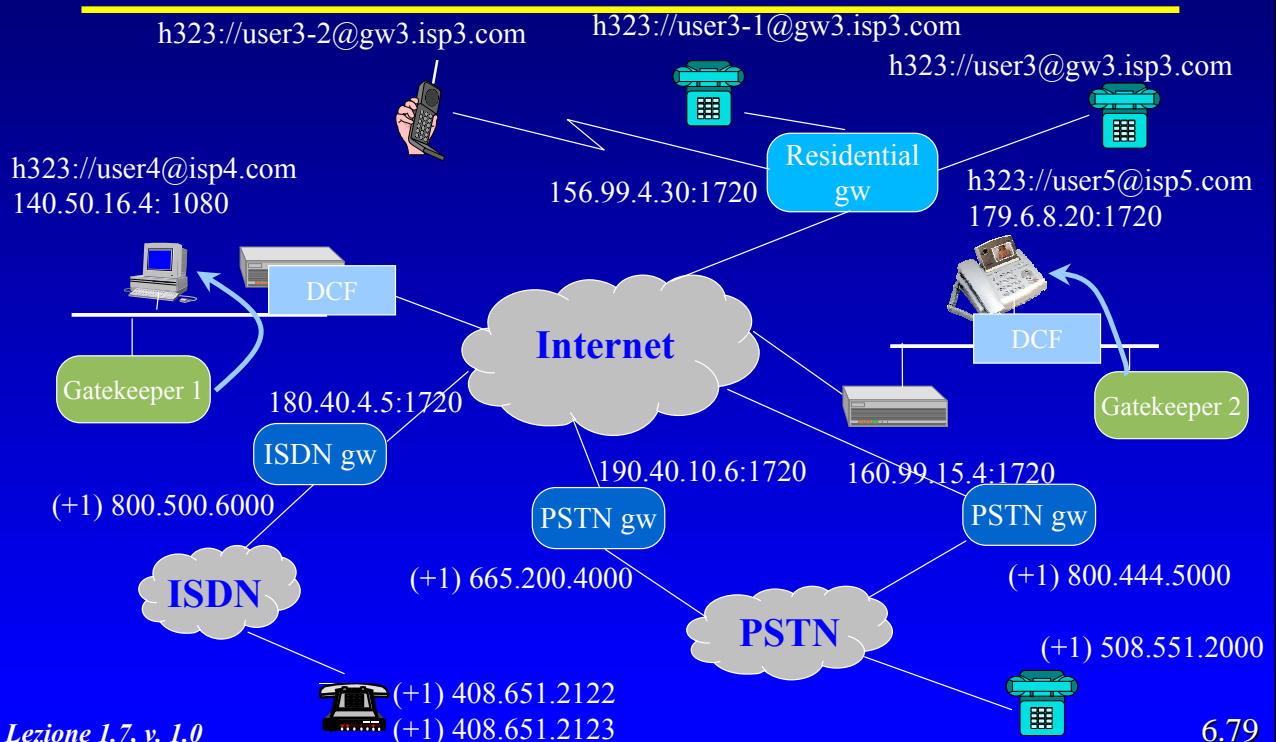 h323://user3-2@gw3.isp3.com
h323://user3-1@gw3.isp3.com
h323://user3@gw3.isp3.com
Residential
gw
h323://user4@isp4.com
140.50.16.4: 1080
156.99.4.30:1720
h323://user5@isp5.com
179.6.8.20:1720
DCF
Internet
DCF
Gatekeeper 1
180.40.4.5:1720
Gatekeeper 2
ISDN gw
190.40.10.6:1720
160.99.15.4:1720
(+1) 800.500.6000
PSTN gw
PSTN gw
(+1) 665.200.4000
(+1) 800.444.5000
ISDN
PSTN
(+1) 508.551.2000
(+1) 408.651.2122
(+1) 408.651.2123
Lezione 1.7, v. 1.0
6.79